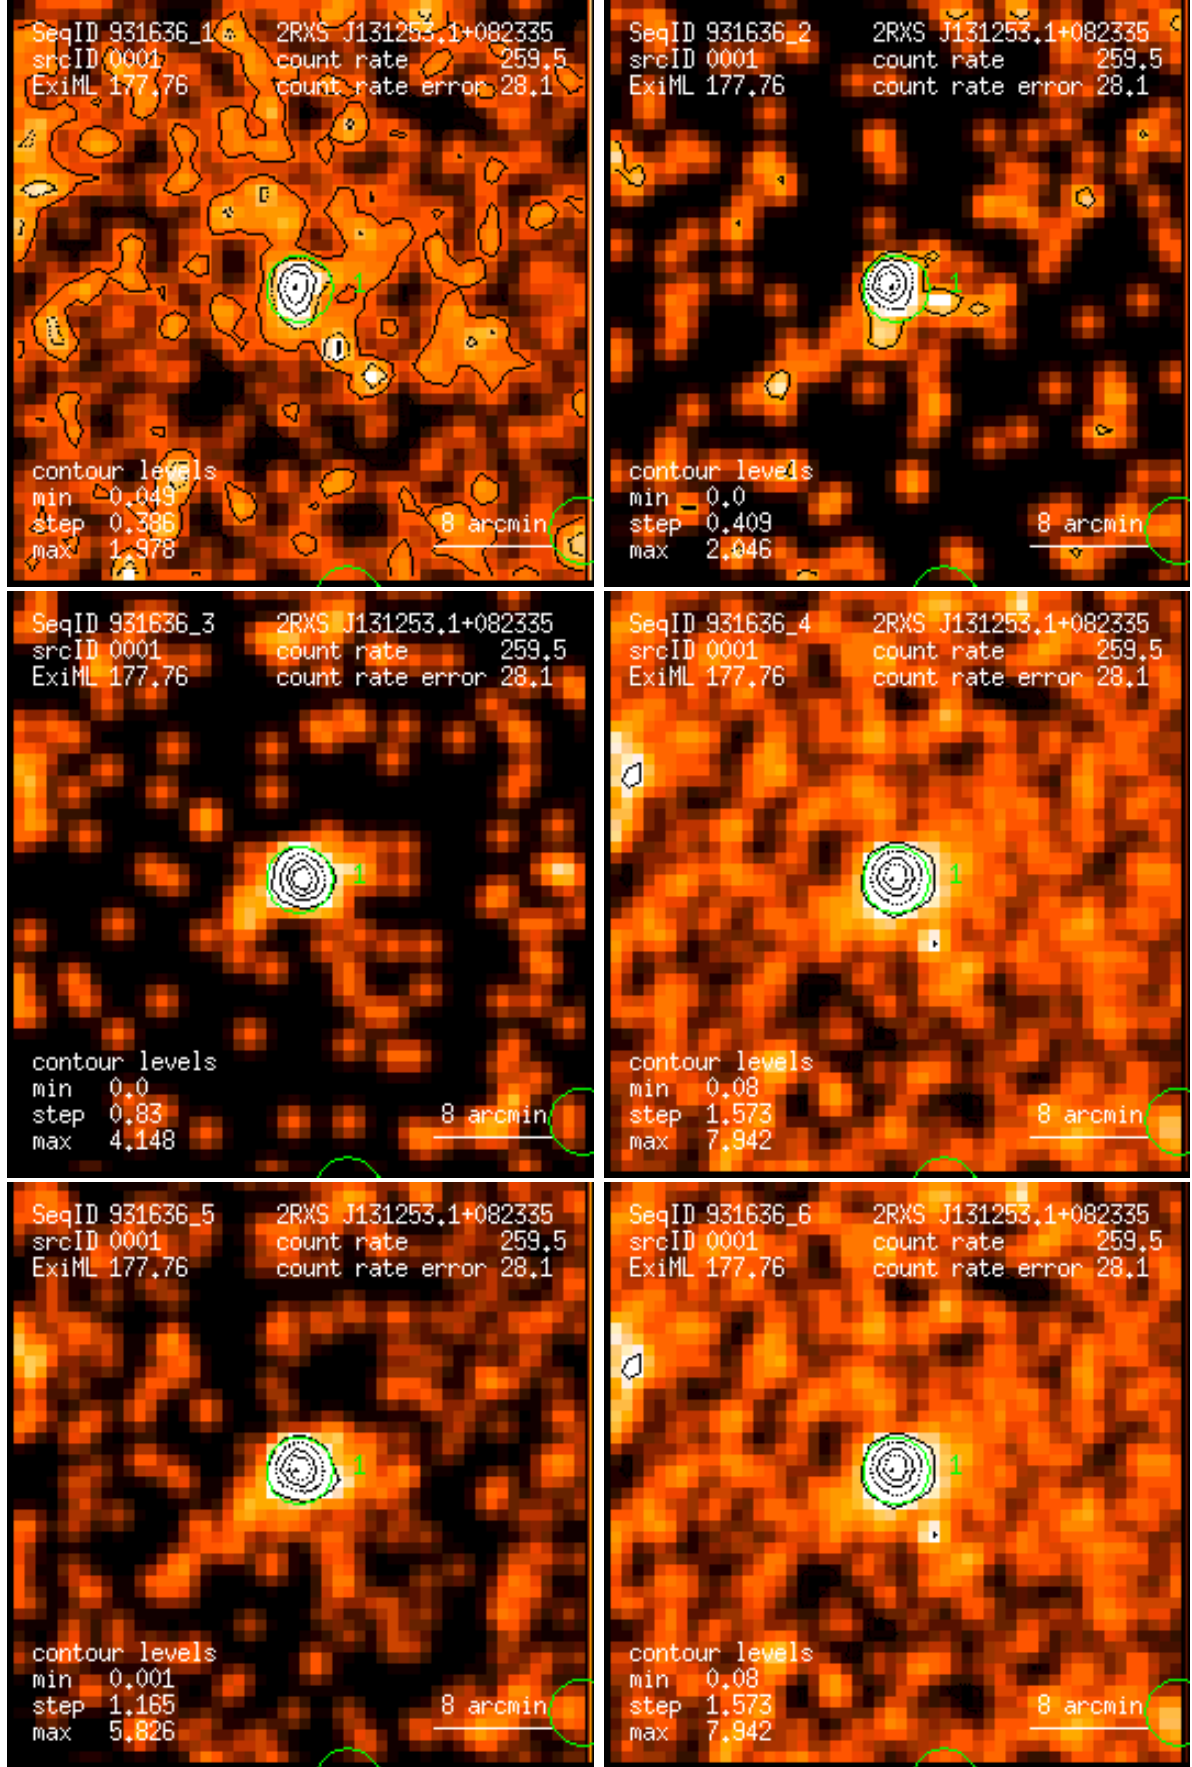 SeqID 931636_1 2RXS J131253.1+082335
srcID 0001 count rate 259.5
ExiML 177.76 count rate error 28.1
1
contour levels
min 0.049
step 0.386 8 arcmin
max 1.978
SeqID 931636_2 2RXS J131253.1+082335
srcID 0001 count rate 259.5
ExiML 177.76 count rate error 28.1
1
contour levels
min 0.0
step 0.409 8 arcmin
max 2.046
SeqID 931636_3 2RXS J131253.1+082335
srcID 0001 count rate 259.5
ExiML 177.76 count rate error 28.1
1
contour levels
min 0.0
step 0.83 8 arcmin
max 4.148
SeqID 931636_4 2RXS J131253.1+082335
srcID 0001 count rate 259.5
ExiML 177.76 count rate error 28.1
1
contour levels
min 0.08
step 1.573 8 arcmin
max 7.942
SeqID 931636_5 2RXS J131253.1+082335
srcID 0001 count rate 259.5
ExiML 177.76 count rate error 28.1
1
contour levels
min 0.001
step 1.165 8 arcmin
max 5.826
SeqID 931636_6 2RXS J131253.1+082335
srcID 0001 count rate 259.5
ExiML 177.76 count rate error 28.1
1
contour levels
min 0.08
step 1.573 8 arcmin
max 7.942